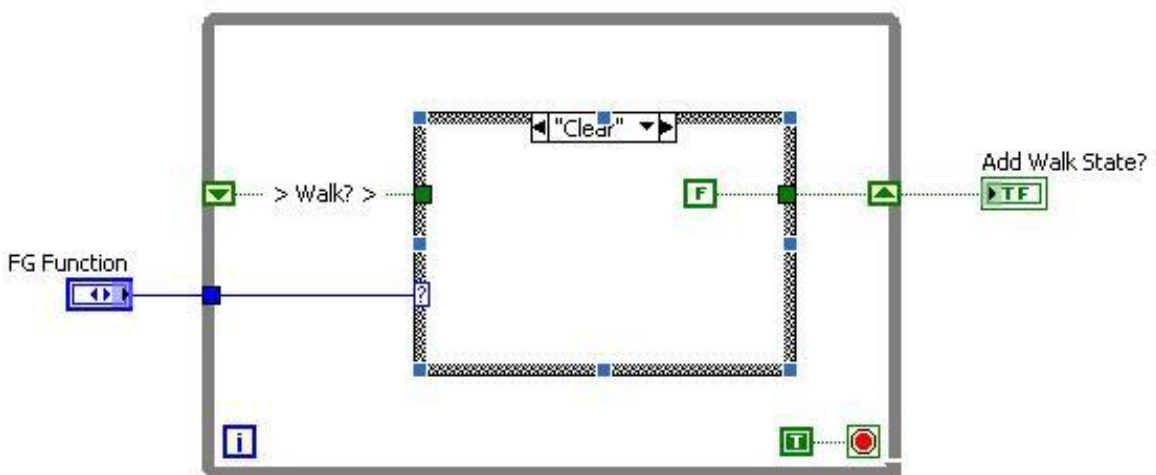 "Clear"
Add Walk State?
> Walk? >
F
TF
FG Function
?
i
T